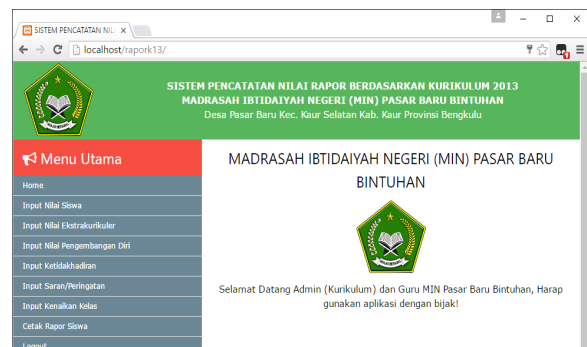 SISTEM PENCATATAN NIL
localhost/rapork13/
SISTEM PENCATATAN NILAI RAPOR BERDASARKAN KURIKULUM 2013
MADRASAH IBTIDAIYAH NEGERI (MIN) PASAR BARU BINTUHAN
Desa Pasar Baru Kec. Kaur Selatan Kab. Kaur Provinsi Bengkulu
Menu Utama
Home
Input Nilai Siswa
Input Nilai Ekstrakurikuler
Input Nilai Pengembangan Diri
Input Ketidakhadiran
Input Saran/Peringatan
Input Kenaikan Kelas
Cetak Rapor Siswa
Logout
MADRASAH IBTIDAIYAH NEGERI (MIN) PASAR BARU
BINTUHAN
Selamat Datang Admin (Kurikulum) dan Guru MIN Pasar Baru Bintuhan, Harap
gunakan aplikasi dengan bijak!